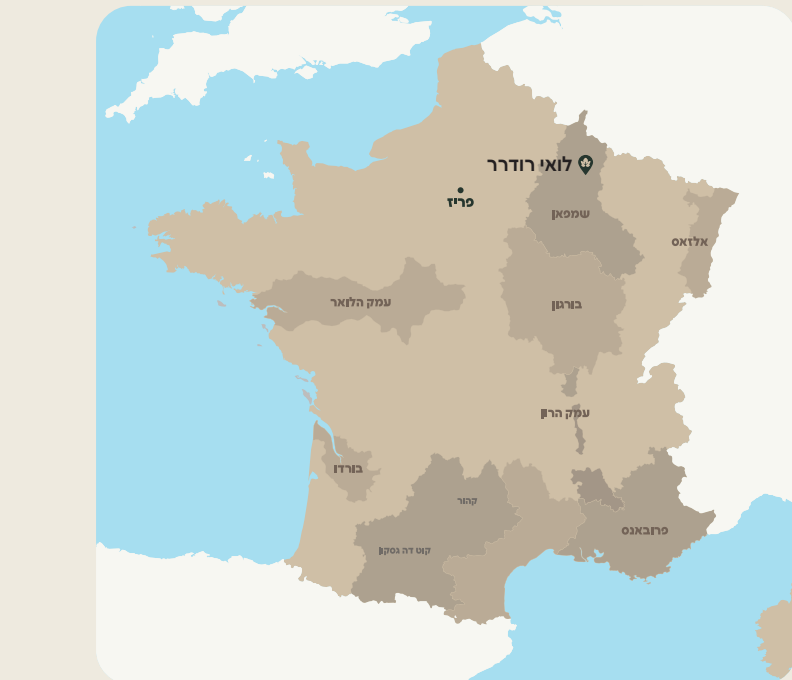 לואי רודרר
פריז
שמפאן
אלזאס
עמק הלואר
בורגון
עמק הרון
בורדו
קהור
פרובאנס
קוט דה גסקון